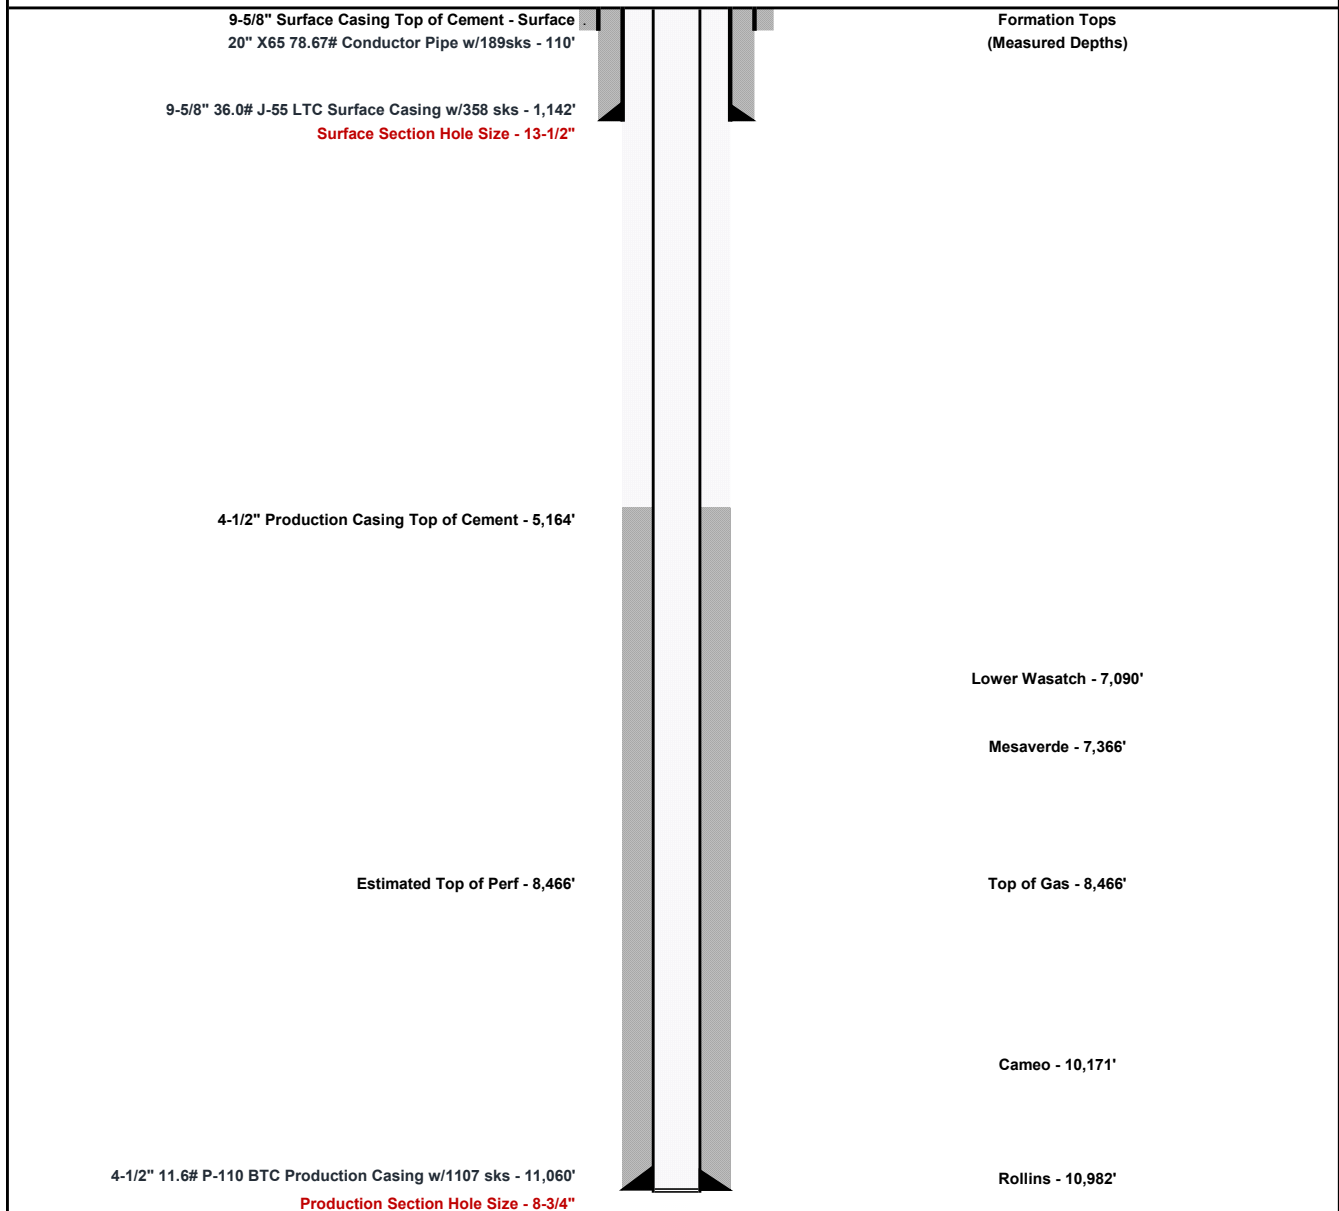 9-5/8" Surface Casing Top of Cement - Surface
Formation Tops
20" X65 78.67# Conductor Pipe w/189sks - 110'
(Measured Depths)
9-5/8" 36.0# J-55 LTC Surface Casing w/358 sks - 1,142'
Surface Section Hole Size - 13-1/2"
4-1/2" Production Casing Top of Cement - 5,164'
Lower Wasatch - 7,090'
Mesaverde - 7,366'
Estimated Top of Perf - 8,466'
Top of Gas - 8,466'
Cameo - 10,171'
4-1/2" 11.6# P-110 BTC Production Casing w/1107 sks - 11,060'
Rollins - 10,982'
Production Section Hole Size - 8-3/4"